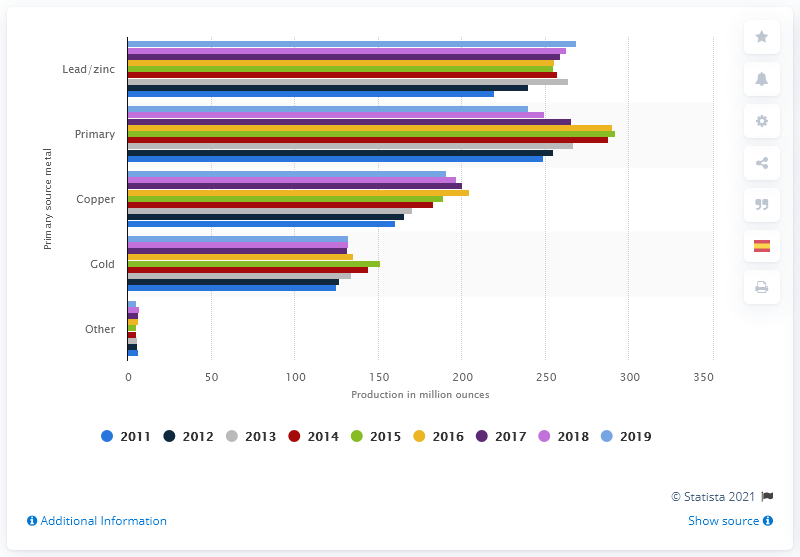 Primary source metal
Lead/zinc
Primary
Copper
Gold
Other
0 50 100 150 200 250 300 350
Production in million ounces
2011 2012 2013 2014 2015 2016 2017 2018 2019
© Statista 2021
Additional Information
Show source